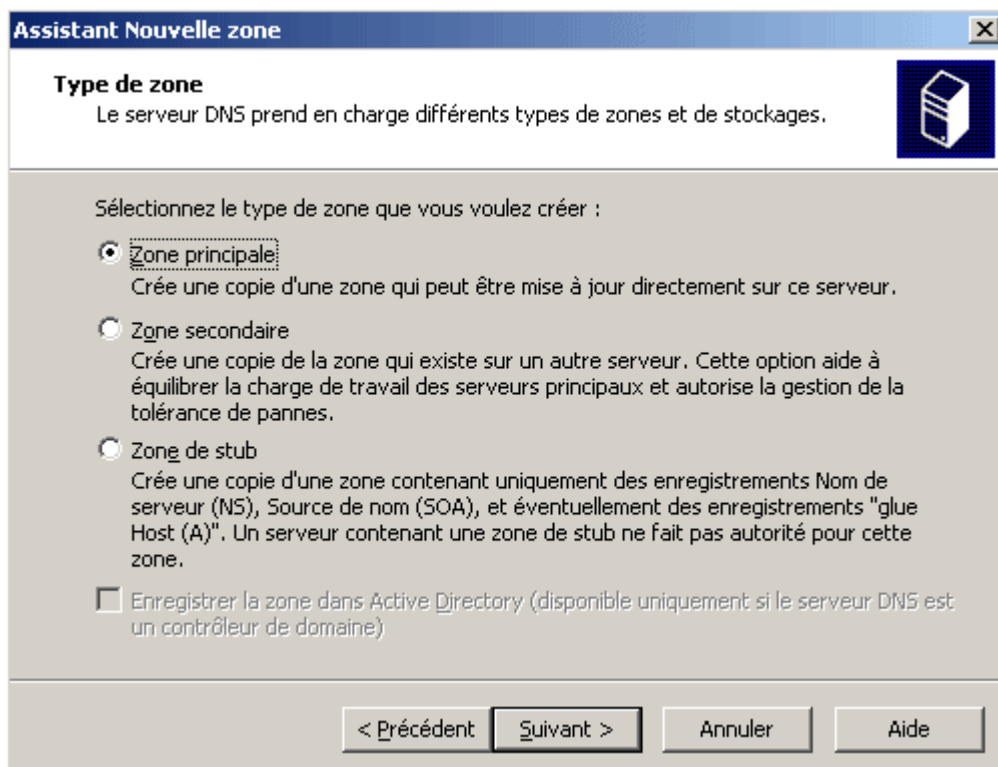 Assistant Nouvelle zone
Type de zone
Le serveur DNS prend en charge différents types de zones et de stockages.
Sélectionnez le type de zone que vous voulez créer :
Zone principale
Crée une copie d'une zone qui peut être mise à jour directement sur ce serveur.
Zone secondaire
Crée une copie de la zone qui existe sur un autre serveur. Cette option aide à
équilibrer la charge de travail des serveurs principaux et autorise la gestion de la
tolérance de pannes.
Zone de stub
Crée une copie d'une zone contenant uniquement des enregistrements Nom de
serveur (NS), Source de nom (SOA), et éventuellement des enregistrements "glue
Host (A)". Un serveur contenant une zone de stub ne fait pas autorité pour cette
zone.
Enregistrer la zone dans Active Directory (disponible uniquement si le serveur DNS est
un contrôleur de domaine)
< Précédent Suivant > Annuler Aide